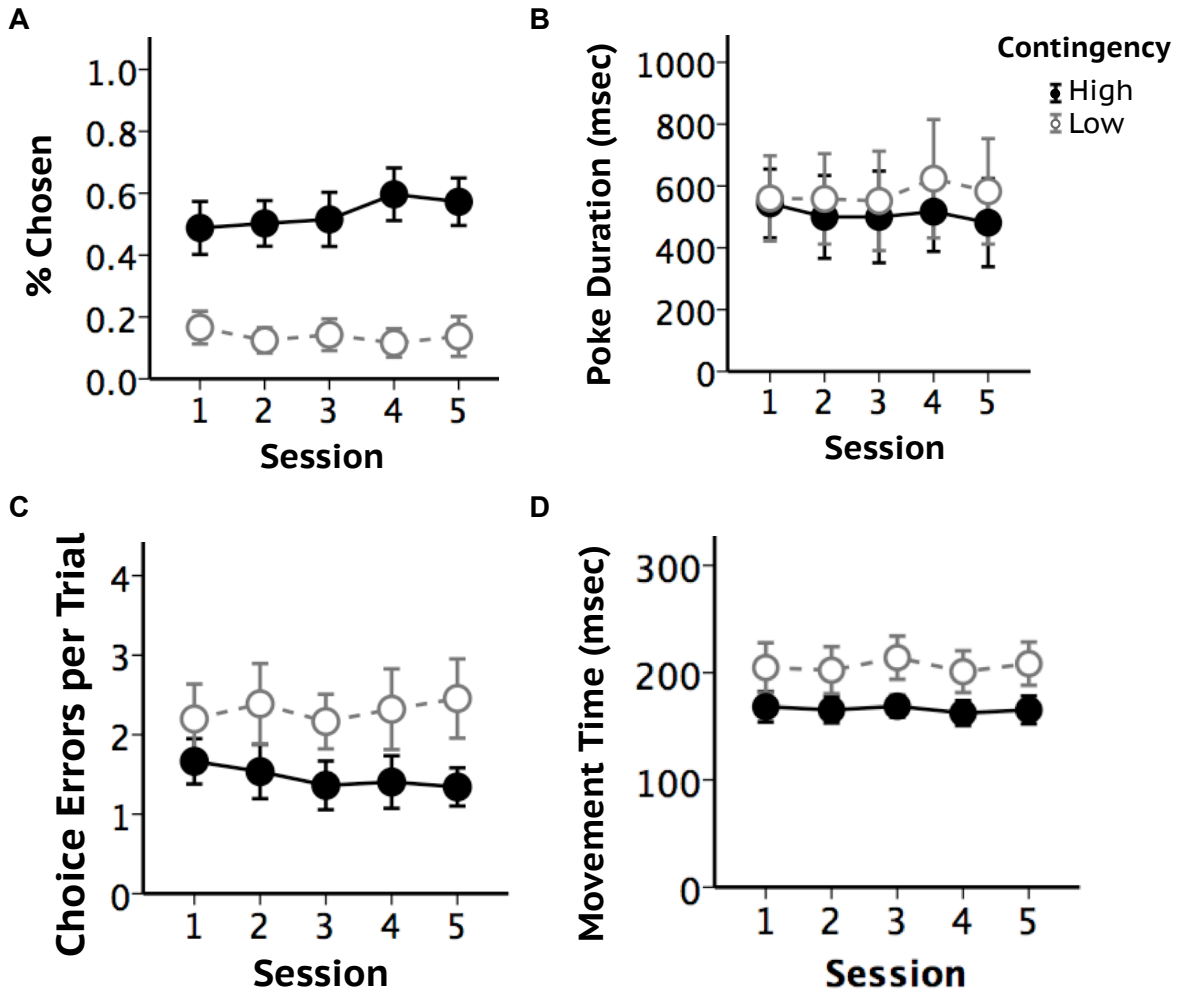 A
% Chosen
1.0
0.8
0.6
0.4
0.2
0.0
1 2 3 4 5
Session
B
Poke Duration (msec)
1000
800
600
400
200
0
1 2 3 4 5
Session
Contingency
High
Low
C
Choice Errors per Trial
4
3
2
1
0
1 2 3 4 5
Session
D
Movement Time (msec)
300
200
100
0
1 2 3 4 5
Session